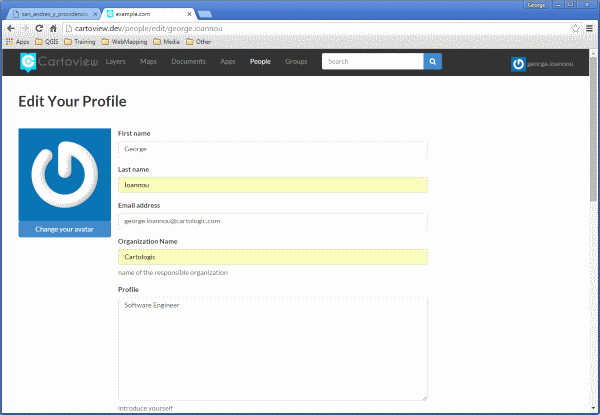 George
san_andres_y_providencia
example.com
cartoview.dev/people/edit/george.ioannou
Apps QGIS Training WebMapping Media Other
Cartoview Layers Maps Documents Apps People Groups Search george.ioannou
Edit Your Profile
First name
George
Last name
Ioannou
Email address
george.ioannou@cartologic.com
Organization Name
Cartologic
name of the responsible organization
Profile
Software Engineer
introduce yourself
Change your avatar